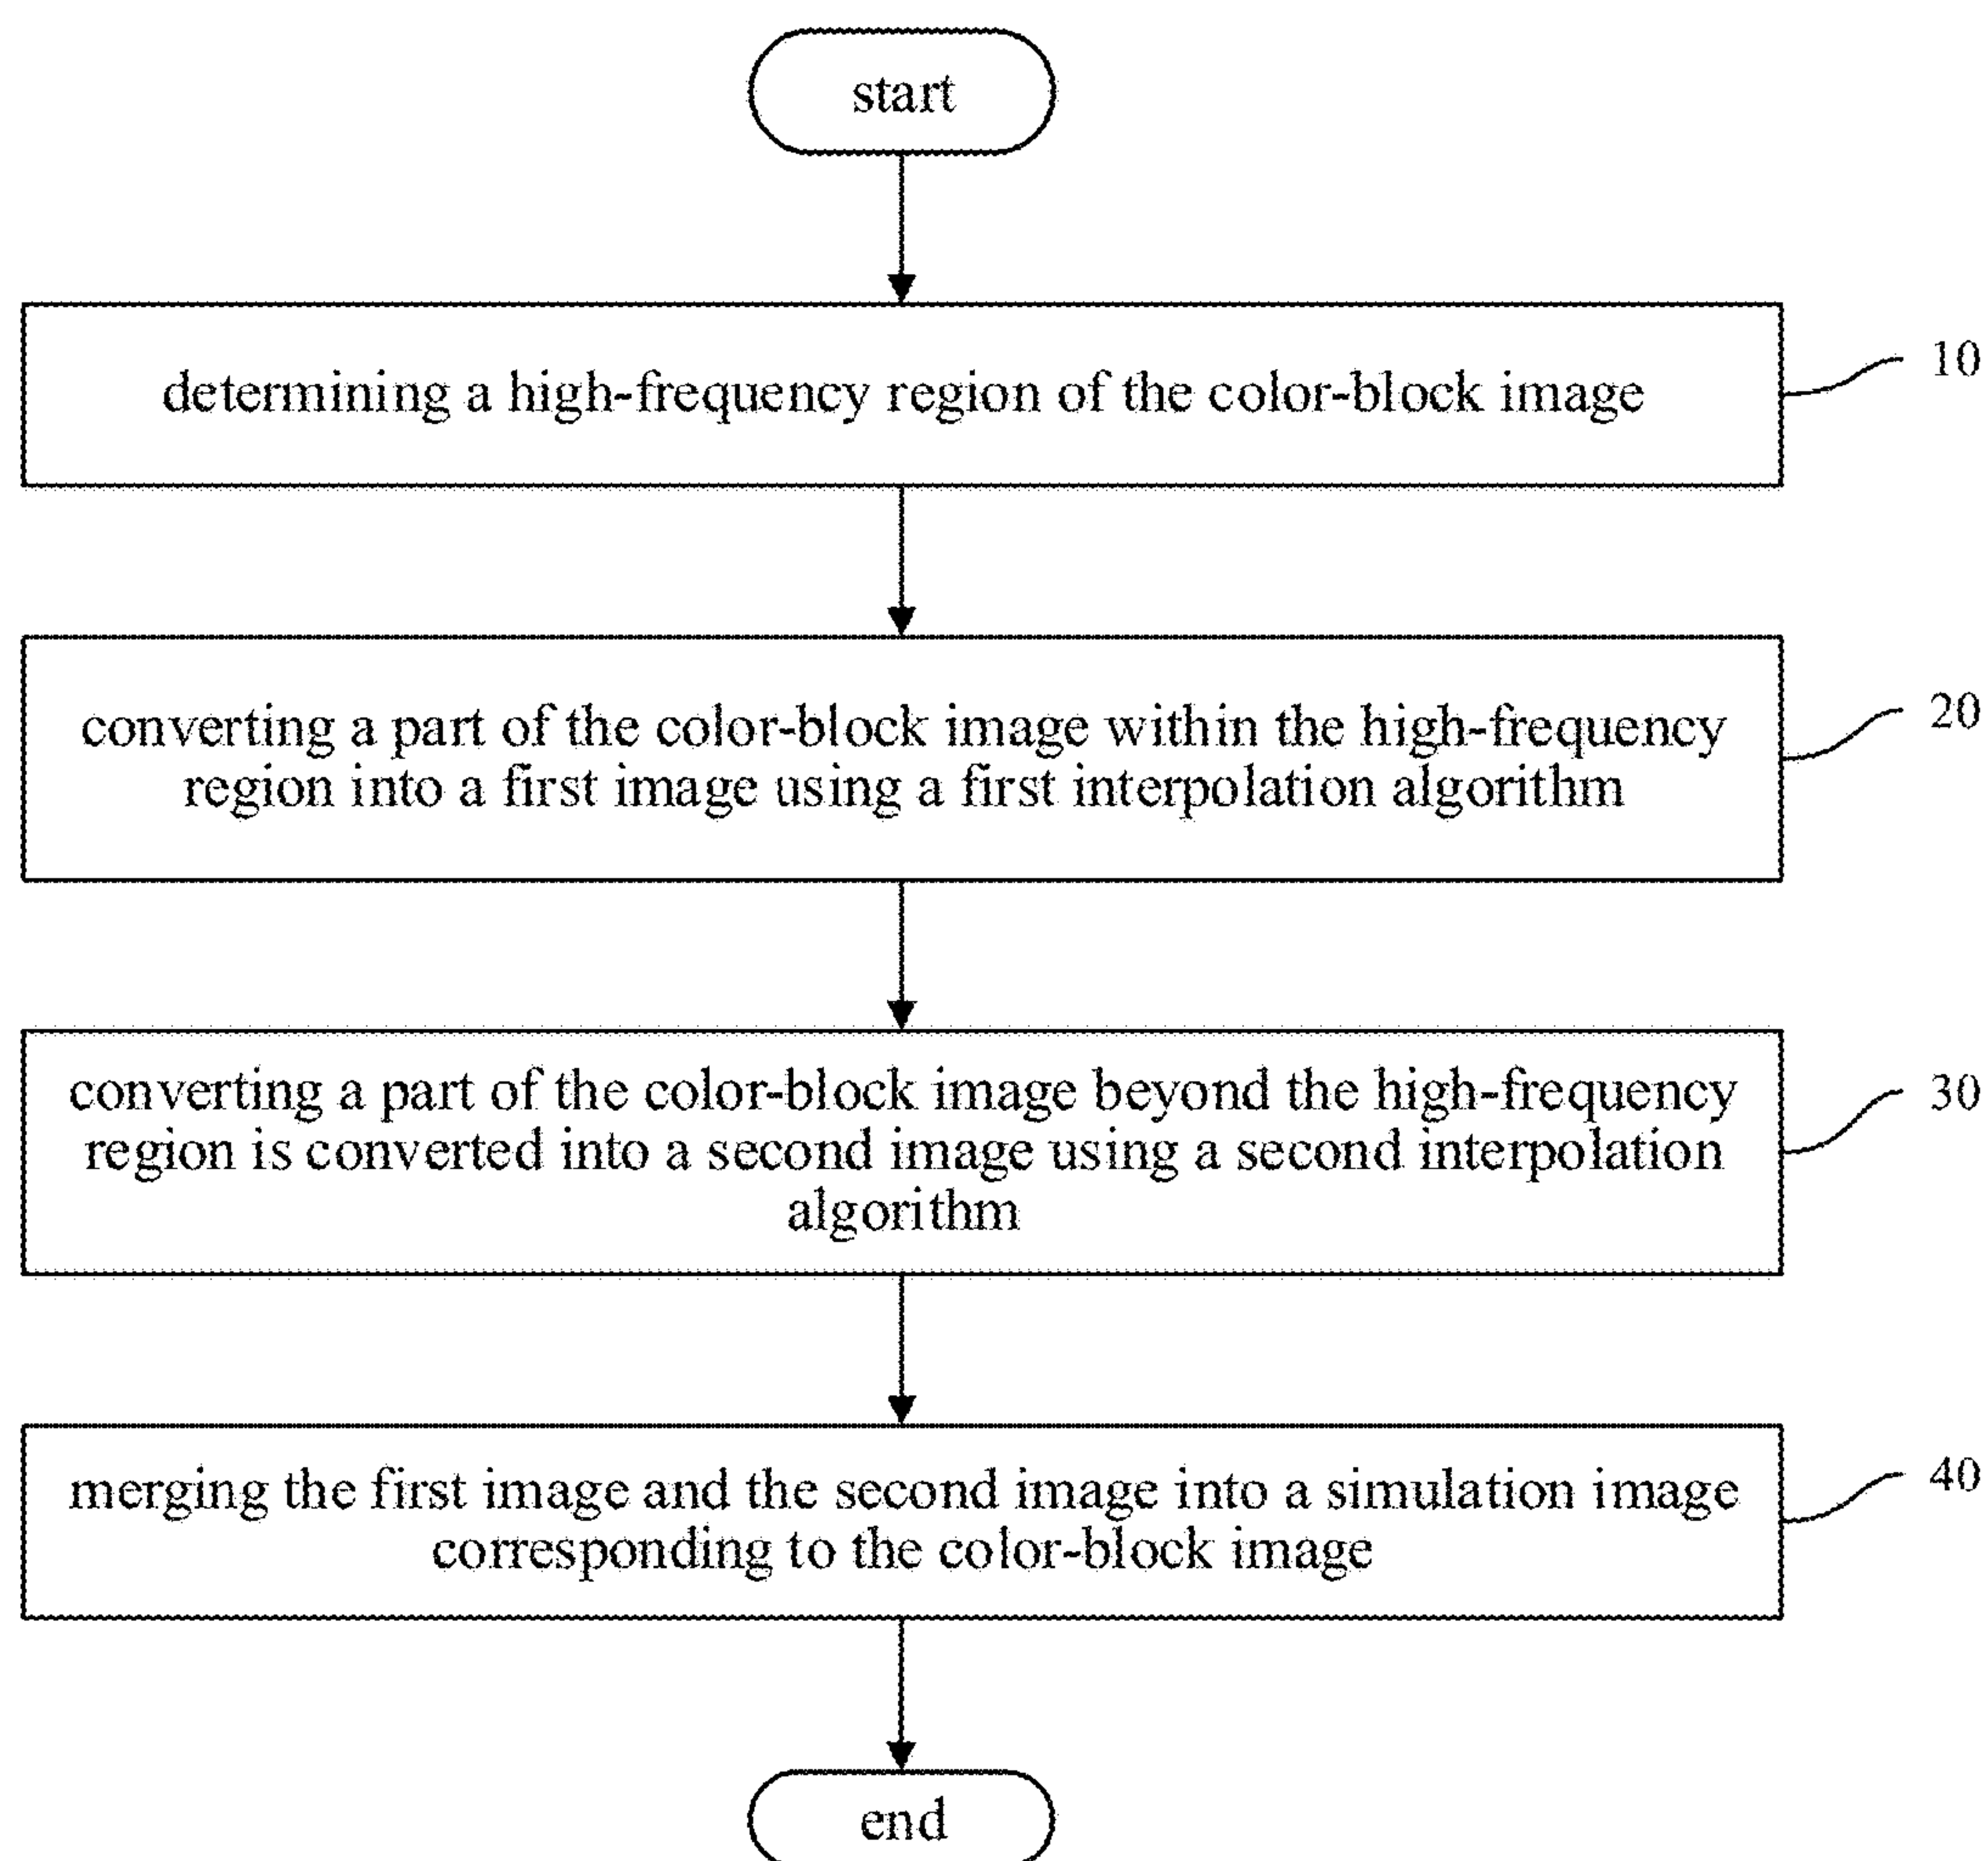 start
determining a high-frequency region of the color-block image
10
converting a part of the color-block image within the high-frequency
region into a first image using a first interpolation algorithm
20
converting a part of the color-block image beyond the high-frequency
region is converted into a second image using a second interpolation
algorithm
30
merging the first image and the second image into a simulation image
corresponding to the color-block image
40
end